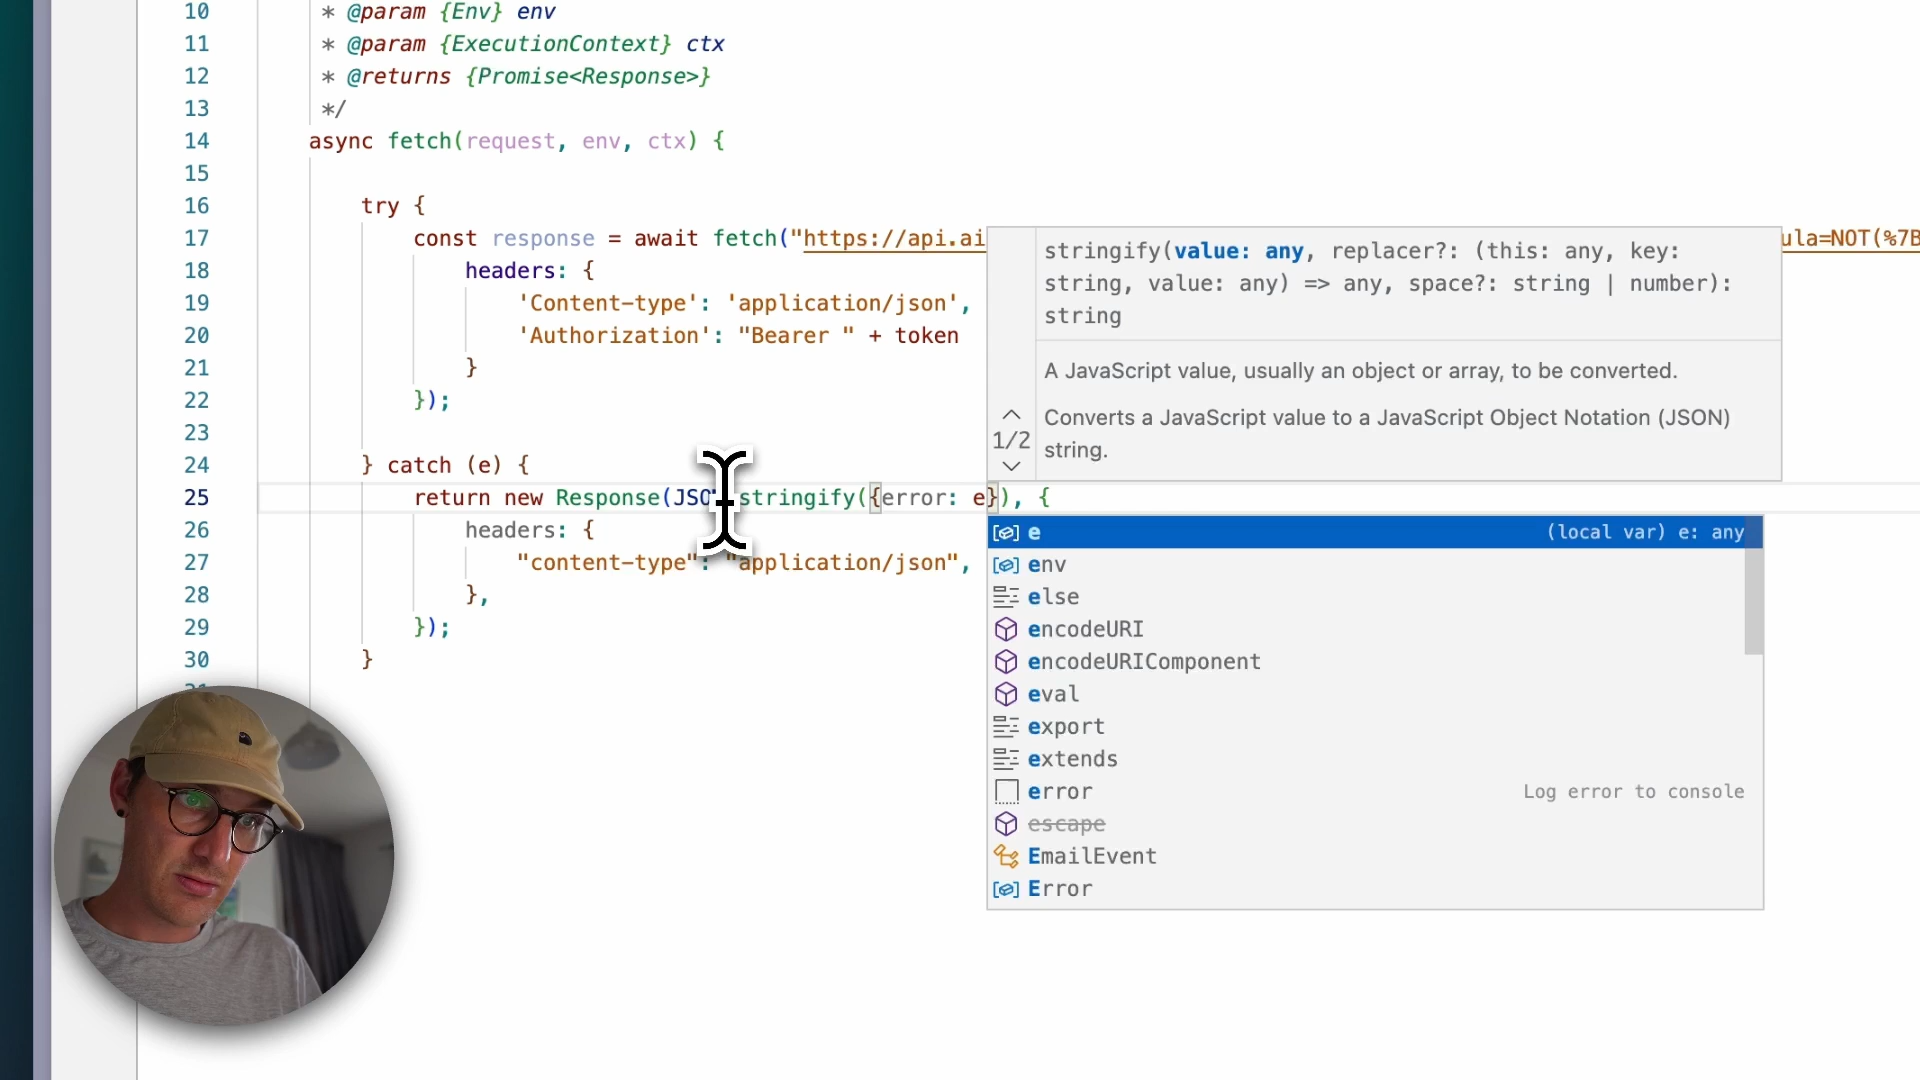 10 * @param {Env} env
11 * @param {ExecutionContext} ctx
12 * @returns {Promise<Response>}
13 */
14 async fetch(request, env, ctx) {
15
16 try {
17 const response = await fetch("https://api.ai ula=NOT(%7B
18 headers: {
19 'Content-type': 'application/json',
20 'Authorization': "Bearer " + token
21 }
22 });
23
24 } catch (e) {
25 return new Response(JSON.stringify({error: e}), {
26 headers: {
27 "content-type": "application/json",
28 },
29 });
30 }
stringify(value: any, replacer?: (this: any, key:
string, value: any) => any, space?: string | number):
string
A JavaScript value, usually an object or array, to be converted.
Converts a JavaScript value to a JavaScript Object Notation (JSON)
string.
1/2
e (local var) e: any
env
else
encodeURI
encodeURIComponent
eval
export
extends
error Log error to console
escape
EmailEvent
Error